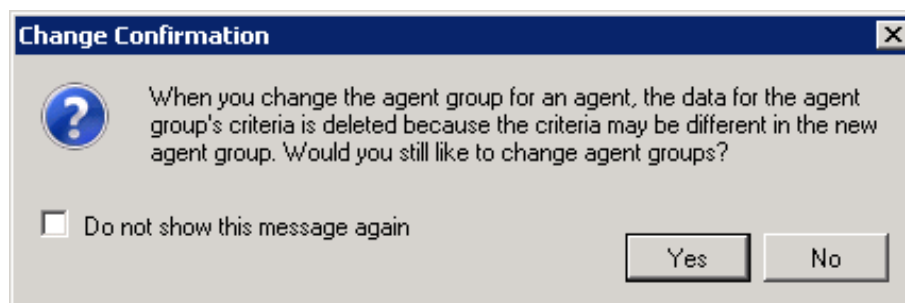 Change Confirmation
When you change the agent group for an agent, the data for the agent
group's criteria is deleted because the criteria may be different in the new
agent group. Would you still like to change agent groups?
Do not show this message again
Yes
No